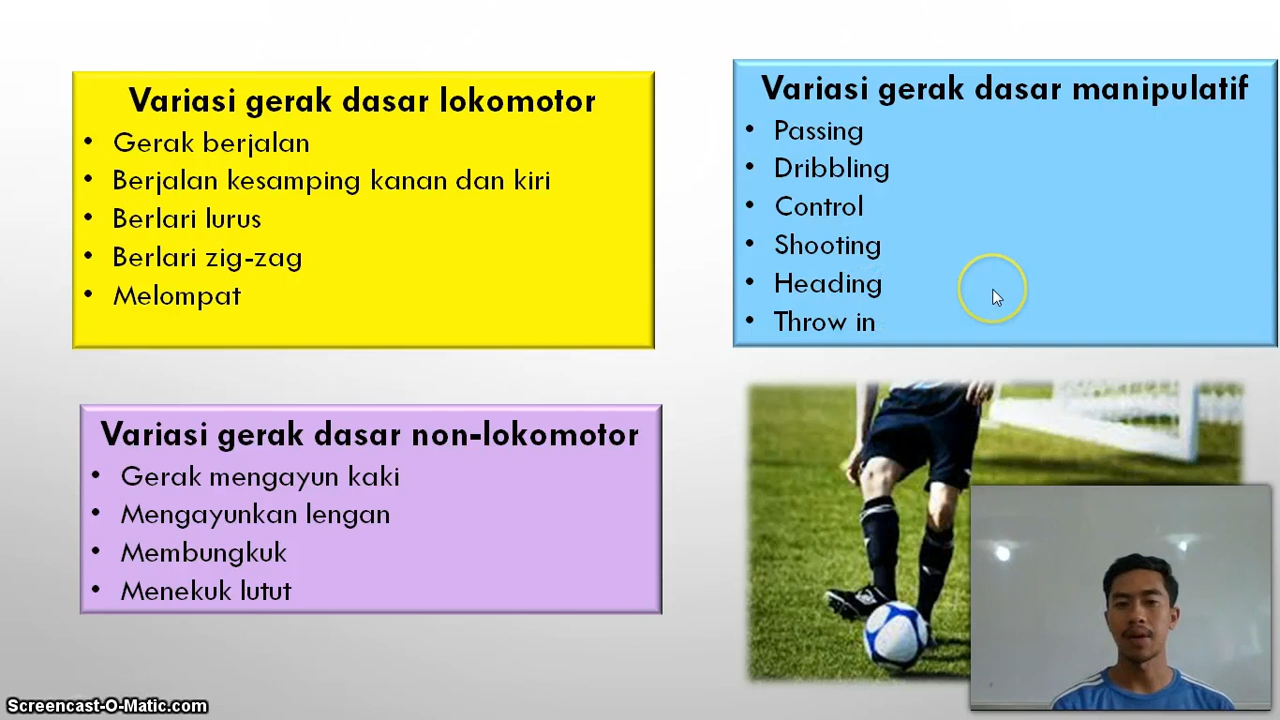 Variasi gerak dasar lokomotor
• Gerak berjalan
• Berjalan kesamping kanan dan kiri
• Berlari lurus
• Berlari zig-zag
• Melompat
Variasi gerak dasar manipulatif
• Passing
• Dribbling
• Control
• Shooting
• Heading
• Throw in
Variasi gerak dasar non-lokomotor
• Gerak mengayun kaki
• Mengayunkan lengan
• Membungkuk
• Menekuk lutut
Screencast-O-Matic.com